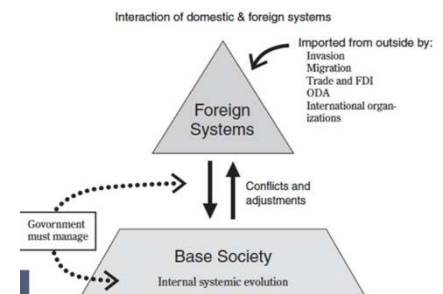 Interaction of domestic & foreign systems
Imported from outside by:
Invasion
Migration
Trade and FDI
ODA
International organ-
izations
Foreign
Systems
Conflicts and
adjustments
Govornment
must manage
Base Society
Internal systemic evolution